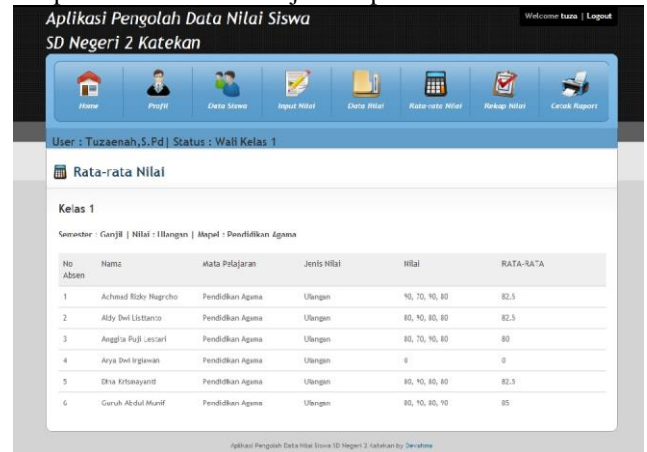 Aplikasi Pengolah Data Nilai Siswa
SD Negeri 2 Katekan
Welcome tuza | Logout
Home Profil Data Siswa Input Nilai Data Nilai Rata-rata Nilai Rekap Nilai Cetak Raport
User : Tuzaenah,S.Pd| Status : Wali Kelas 1
Rata-rata Nilai
Kelas 1
Semester : Ganjil | Nilai : Ulangan | Mapel : Pendidikan Agama
No Absen Nama Mata Pelajaran Jenis Nilai Nilai RATA-RATA
1 Achmad Rizky Nugroho Pendidikan Agama Ulangan 90, 70, 90, 80 82.5
2 Aldy Dwi Pendidikan Agama Ulangan 80, 90, 80, 80 82.5
3 Anggita Puji Lestari Pendidikan Agama Ulangan 80, 70, 90, 80 80
4 Arya Dwi Irgiawan Pendidikan Agama Ulangan 0
5 Dina Krismayanti Pendidikan Agama Ulangan 80, 90, 80, 80 82.5
6 Guruh Abdul Munif Pendidikan Agama Ulangan 80, 90, 80, 90 85
Aplikasi Pengolah Data Nilai Siswa SD Negeri 2 Katekan by